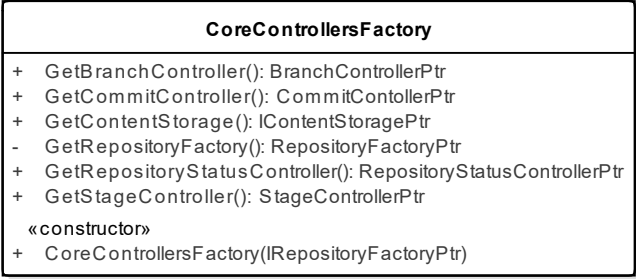 CoreControllersFactory
+ GetBranchController(): BranchControllerPtr
+ GetCommitController(): CommitContollerPtr
+ GetContentStorage(): IContentStoragePtr
- GetRepositoryFactory(): RepositoryFactoryPtr
+ GetRepositoryStatusController(): RepositoryStatusControllerPtr
+ GetStageController(): StageControllerPtr
«constructor»
+ CoreControllersFactory(IRepositoryFactoryPtr)